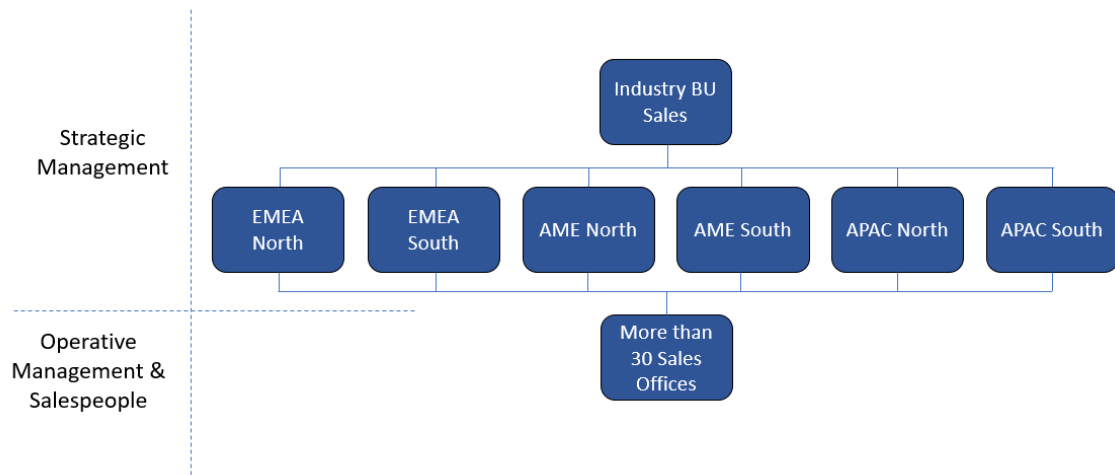 Industry BU
Sales
Strategic
Management
EMEA
North
EMEA
South
AME North
AME South
APAC North
APAC South
More than
30 Sales
Offices
Operative
Management &
Salespeople